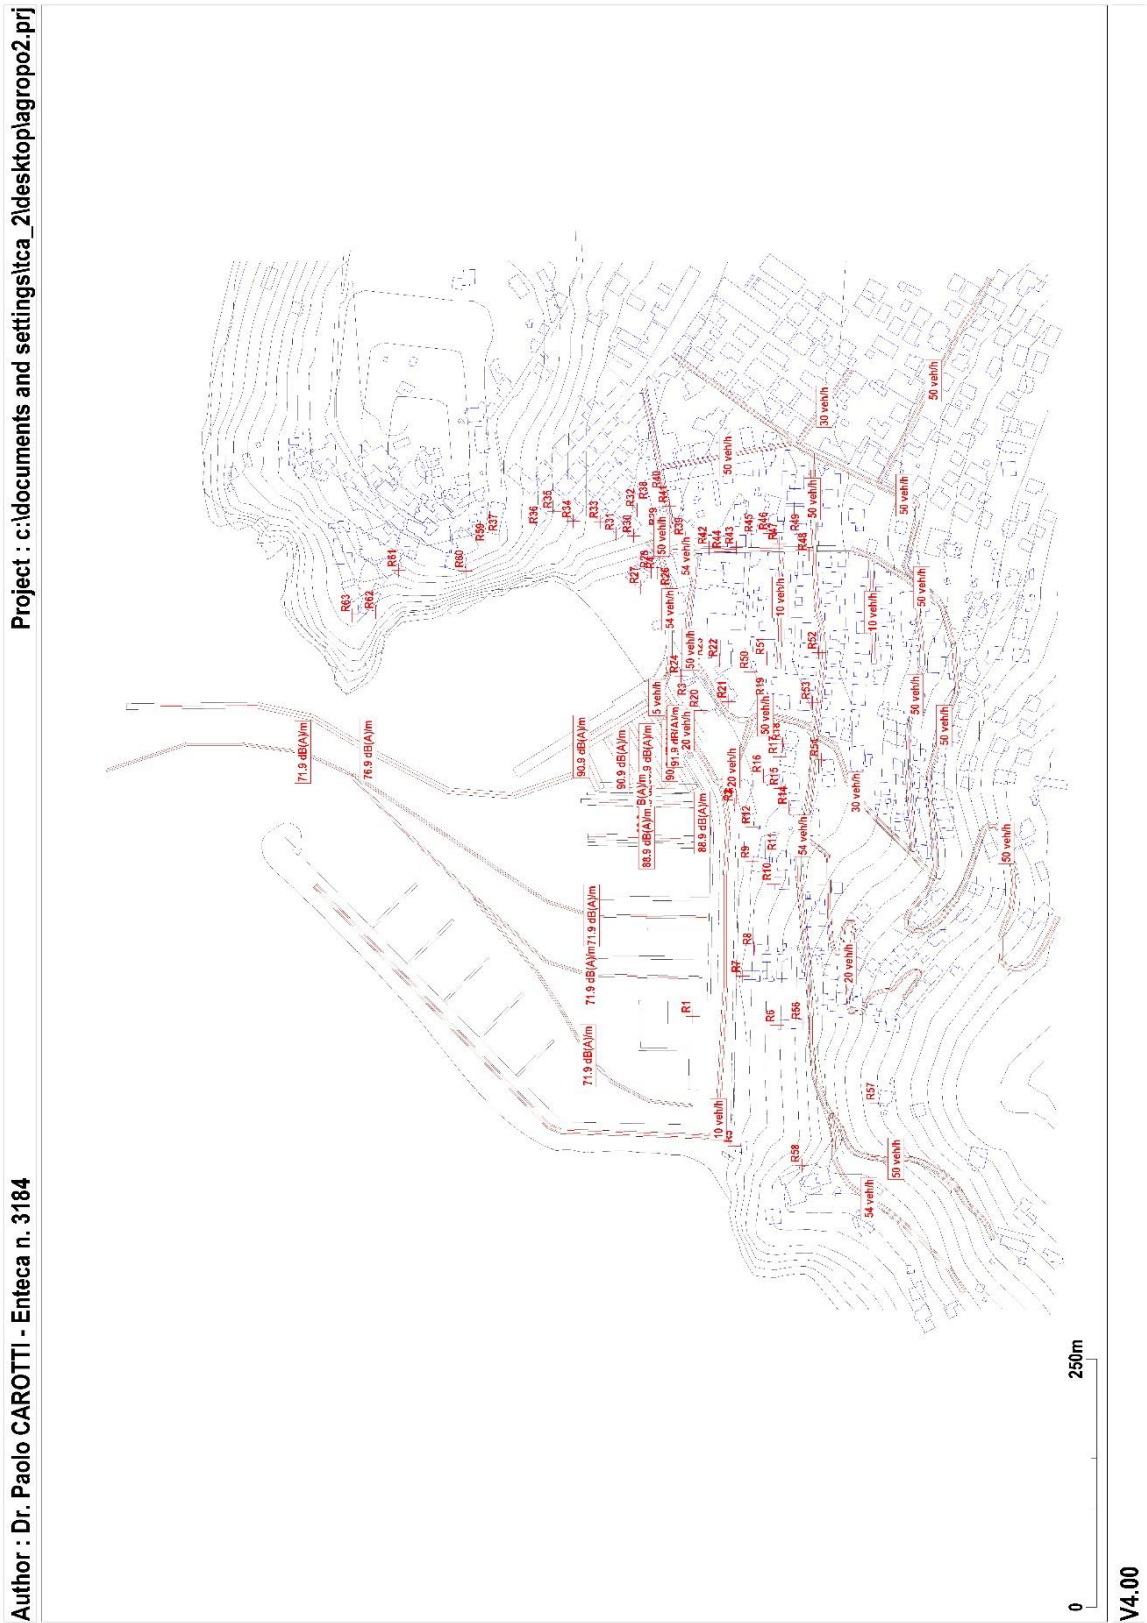 Author : Dr. Paolo CAROTTI - Enteca n. 3184
Project : c:\documents and settings\tca_2\desktop\agropo2.prj
R63
R62
R61
R60
R59
R37
R36
R35
R34
R33
R31
R30
R32
R38
R40
R41
R39
R27
R28
R26
50 veh/h
54 veh/h
54 veh/h
50 veh/h
R42
R44
R43
R45
R46
R47
R49
R48
50 veh/h
30 veh/h
50 veh/h
50 veh/h
50 veh/h
10 veh/h
10 veh/h
50 veh/h
50 veh/h
50 veh/h
R24
R22
R21
R20
R3
R50
R51
R52
R53
R19
50 veh/h
5 veh/h
20 veh/h
20 veh/h
R16
R15
R14
R12
R11
R10
R9
R8
R7
R6
R56
R57
R58
R1
71.9 dB(A)/m
76.9 dB(A)/m
90.9 dB(A)/m
90.9 dB(A)/m
91.9 dB(A)/m
88.9 dB(A)/m
88.9 dB(A)/m
71.9 dB(A)/m
71.9 dB(A)/m
71.9 dB(A)/m
10 veh/h
54 veh/h
30 veh/h
50 veh/h
20 veh/h
50 veh/h
54 veh/h
0
250m
V4.00